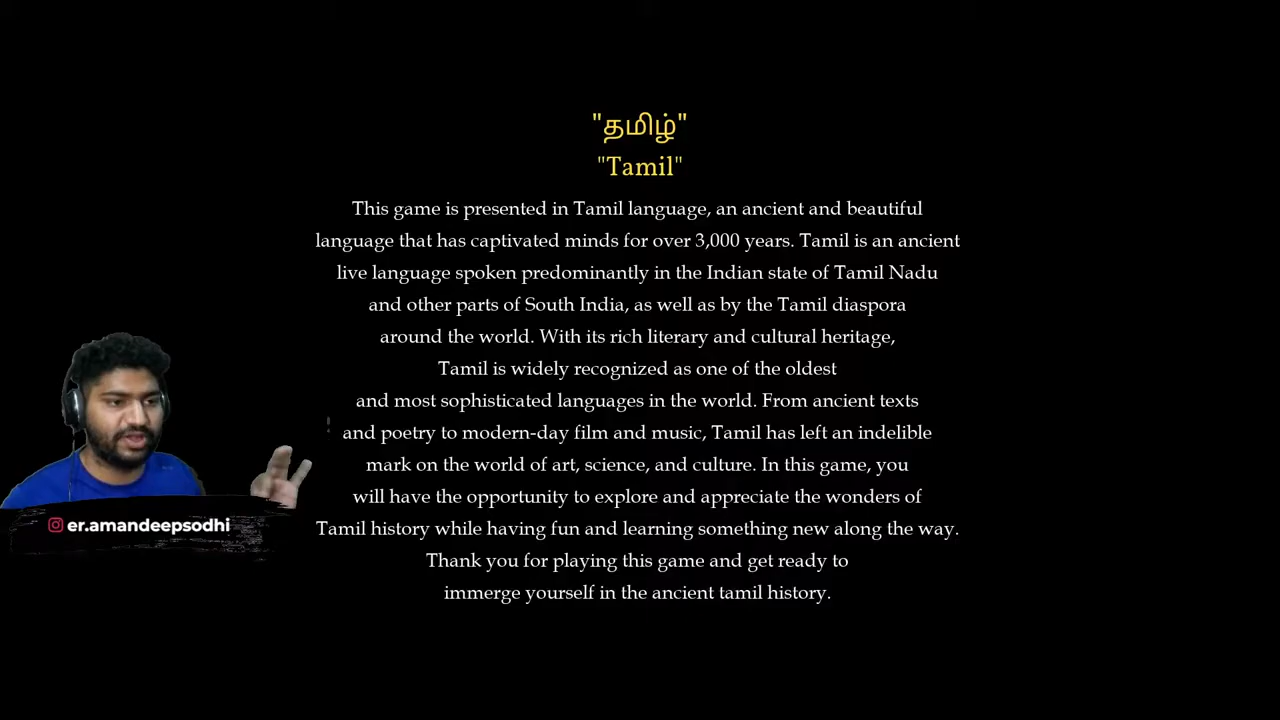 "தமிழ்"
"Tamil"
This game is presented in Tamil language, an ancient and beautiful
language that has captivated minds for over 3,000 years. Tamil is an ancient
live language spoken predominantly in the Indian state of Tamil Nadu
and other parts of South India, as well as by the Tamil diaspora
around the world. With its rich literary and cultural heritage,
Tamil is widely recognized as one of the oldest
and most sophisticated languages in the world. From ancient texts
and poetry to modern-day film and music, Tamil has left an indelible
mark on the world of art, science, and culture. In this game, you
will have the opportunity to explore and appreciate the wonders of
Tamil history while having fun and learning something new along the way.
Thank you for playing this game and get ready to
immerge yourself in the ancient tamil history.
er.amandeepsodhi